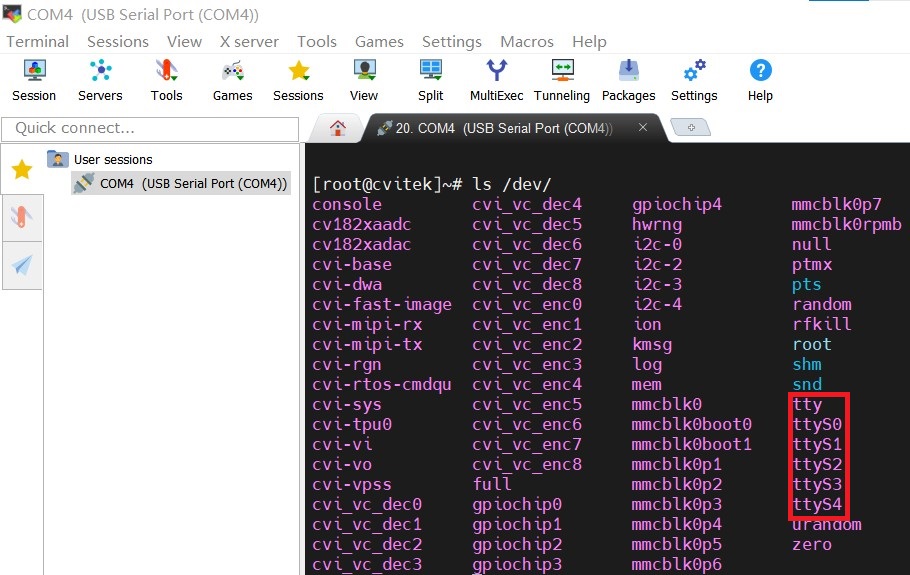 COM4  (USB Serial Port (COM4))
Terminal Sessions View X server Tools Games Settings Macros Help
Session Servers Tools Games Sessions View Split MultiExec Tunneling Packages Settings Help
Quick connect...
20. COM4  (USB Serial Port (COM4))
User sessions
COM4  (USB Serial Port (COM4))
[root@cvitek]~# ls /dev/
console cvi_vc_dec4 gpiochip4 mmcblk0p7
cv182xaadc cvi_vc_dec5 hwrng mmcblk0rpmb
cv182xadac cvi_vc_dec6 i2c-0 null
cvi-base cvi_vc_dec7 i2c-2 ptmx
cvi-dwa cvi_vc_dec8 i2c-3 pts
cvi-fast-image cvi_vc_enc0 i2c-4 random
cvi-mipi-rx cvi_vc_enc1 ion rfkill
cvi-mipi-tx cvi_vc_enc2 kmsg root
cvi-rgn cvi_vc_enc3 log shm
cvi-rtos-cmdqu cvi_vc_enc4 mem snd
cvi-sys cvi_vc_enc5 mmcblk0 tty
cvi-tpu0 cvi_vc_enc6 mmcblk0boot0 ttyS0
cvi-vi cvi_vc_enc7 mmcblk0boot1 ttyS1
cvi-vo cvi_vc_enc8 mmcblk0p1 ttyS2
cvi-vpss full mmcblk0p2 ttyS3
cvi_vc_dec0 gpiochip0 mmcblk0p3 ttyS4
cvi_vc_dec1 gpiochip1 mmcblk0p4 urandom
cvi_vc_dec2 gpiochip2 mmcblk0p5 zero
cvi_vc_dec3 gpiochip3 mmcblk0p6